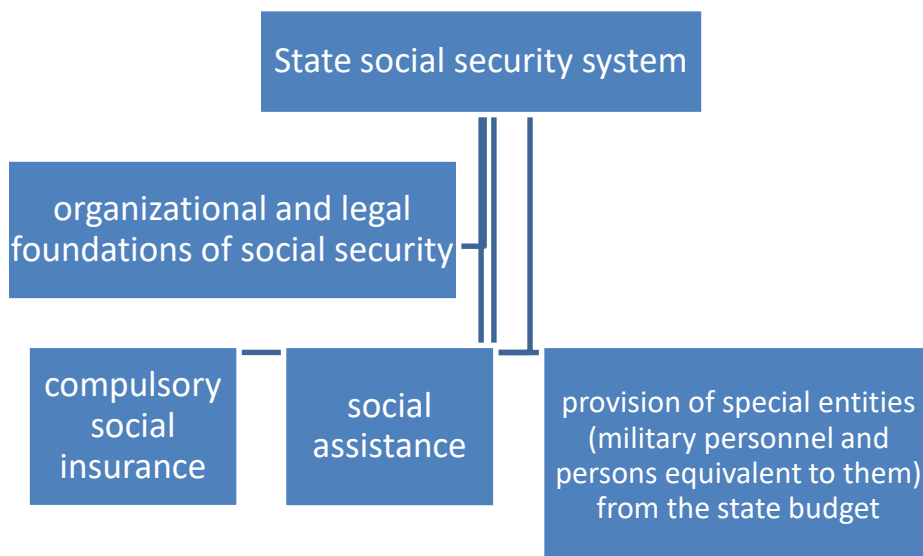 State social security system
organizational and legal
foundations of social security
compulsory
social
insurance
social
assistance
provision of special entities
(military personnel and
persons equivalent to them)
from the state budget